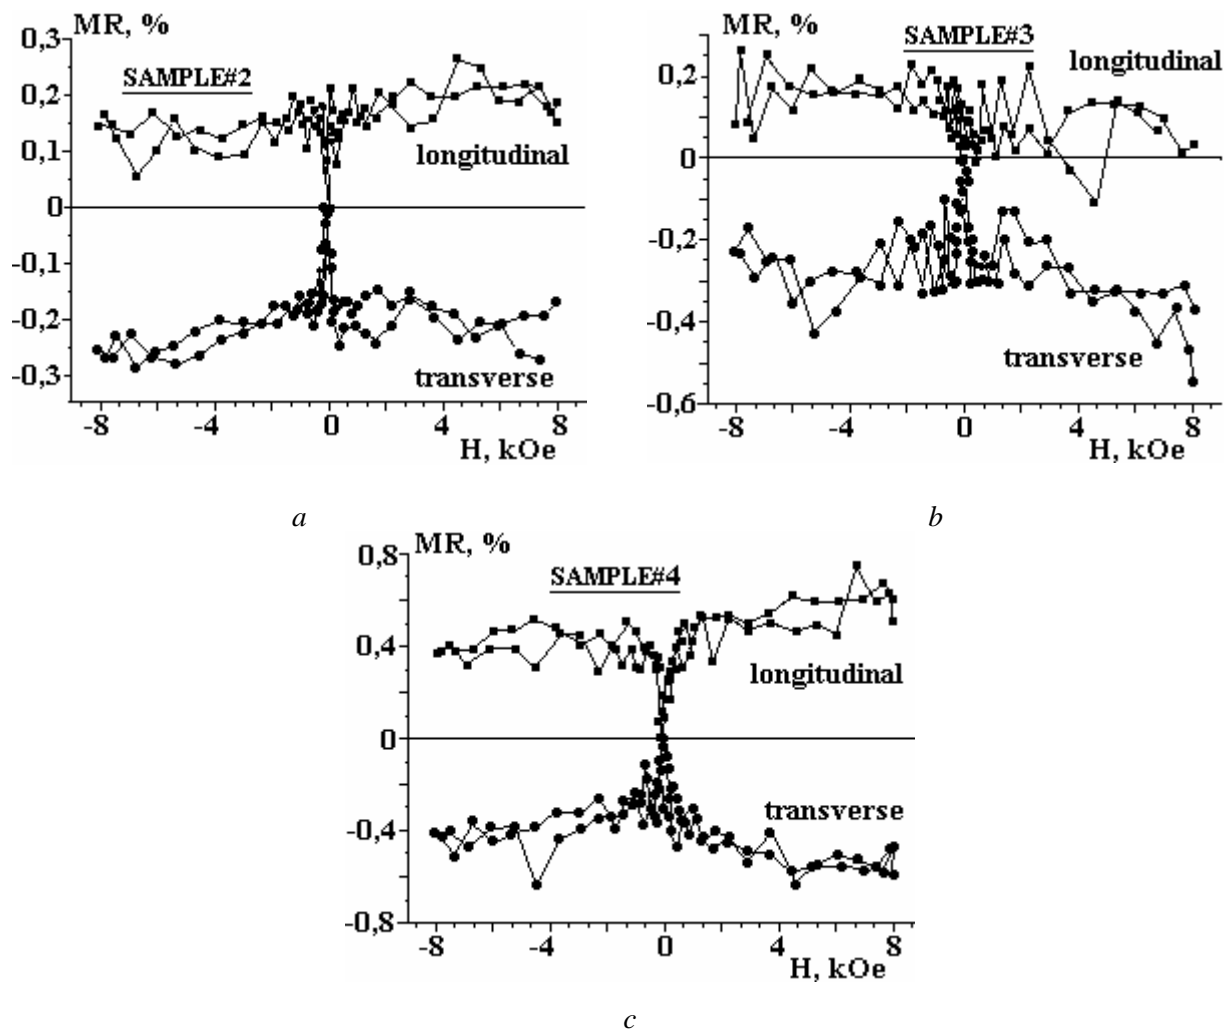 MR, %
0,3
SAMPLE#2
0,2
0,1
longitudinal
0
-0,1
-0,2
-0,3
transverse
-8 -4 0 4 8
H, kOe
a
MR, %
SAMPLE#3
longitudinal
0,2
0
-0,2
-0,4
transverse
-0,6
-8 -4 0 4 8
H, kOe
b
MR, %
0,8
SAMPLE#4
0,4
longitudinal
0
transverse
-0,4
-0,8
-8 -4 0 4 8
H, kOe
c